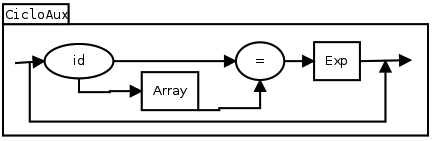 CicloAux
id
=
Exp
Array